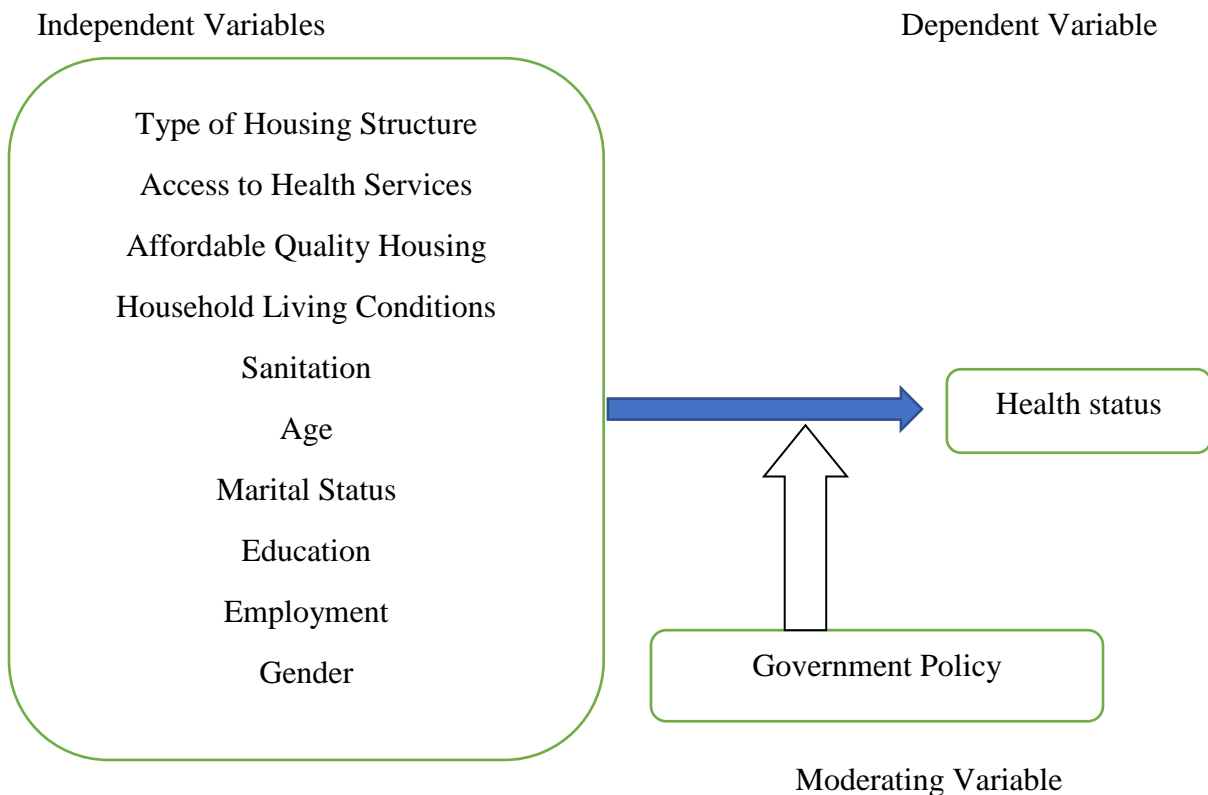 Independent Variables
Dependent Variable
Type of Housing Structure
Access to Health Services
Affordable Quality Housing
Household Living Conditions
Sanitation
Age
Marital Status
Education
Employment
Gender
Health status
Government Policy
Moderating Variable